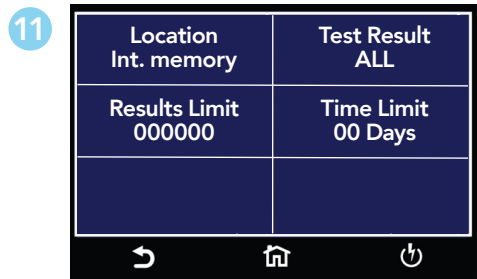 11
Location
Int. memory
Test Result
ALL
Results Limit
000000
Time Limit
00 Days